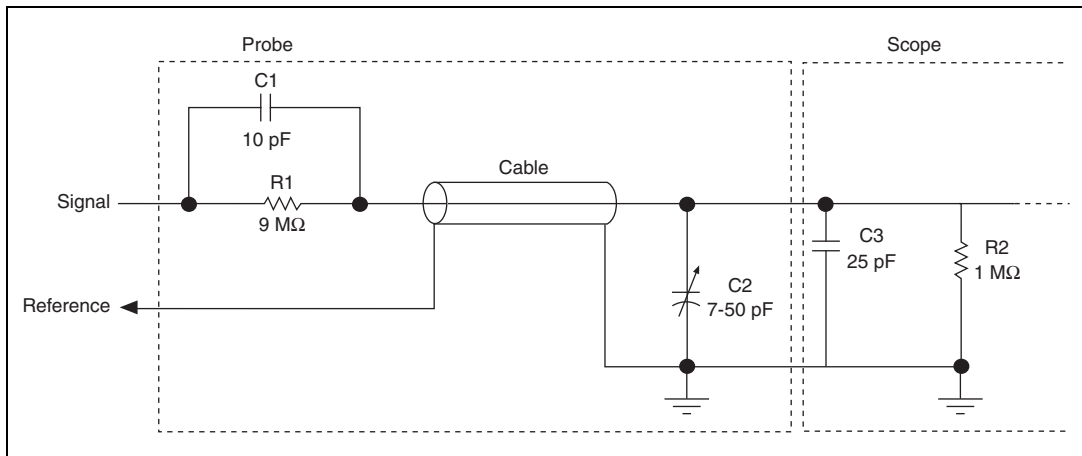 Probe
Scope
C1
10 pF
Cable
Signal
R1
9 MΩ
C3
25 pF
R2
1 MΩ
C2
7-50 pF
Reference